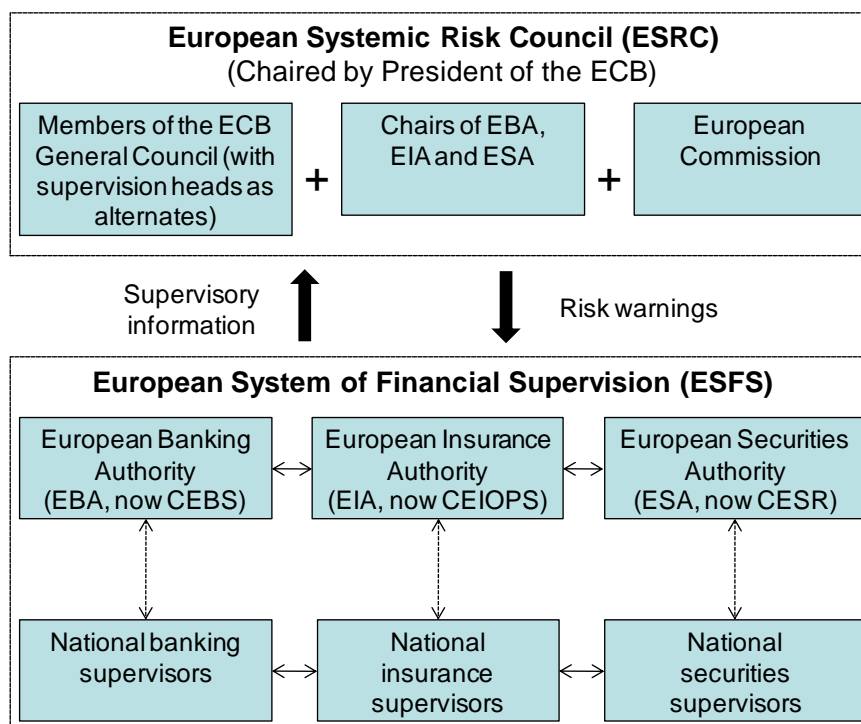 European Systemic Risk Council (ESRC)
(Chaired by President of the ECB)
Members of the ECB
General Council (with
supervision heads as
alternates)
+
Chairs of EBA,
EIA and ESA
+
European
Commission
Supervisory
information
Risk warnings
European System of Financial Supervision (ESFS)
European Banking
Authority
(EBA, now CEBS)
European Insurance
Authority
(EIA, now CEIOPS)
European Securities
Authority
(ESA, now CESR)
National banking
supervisors
National
insurance
supervisors
National
securities
supervisors